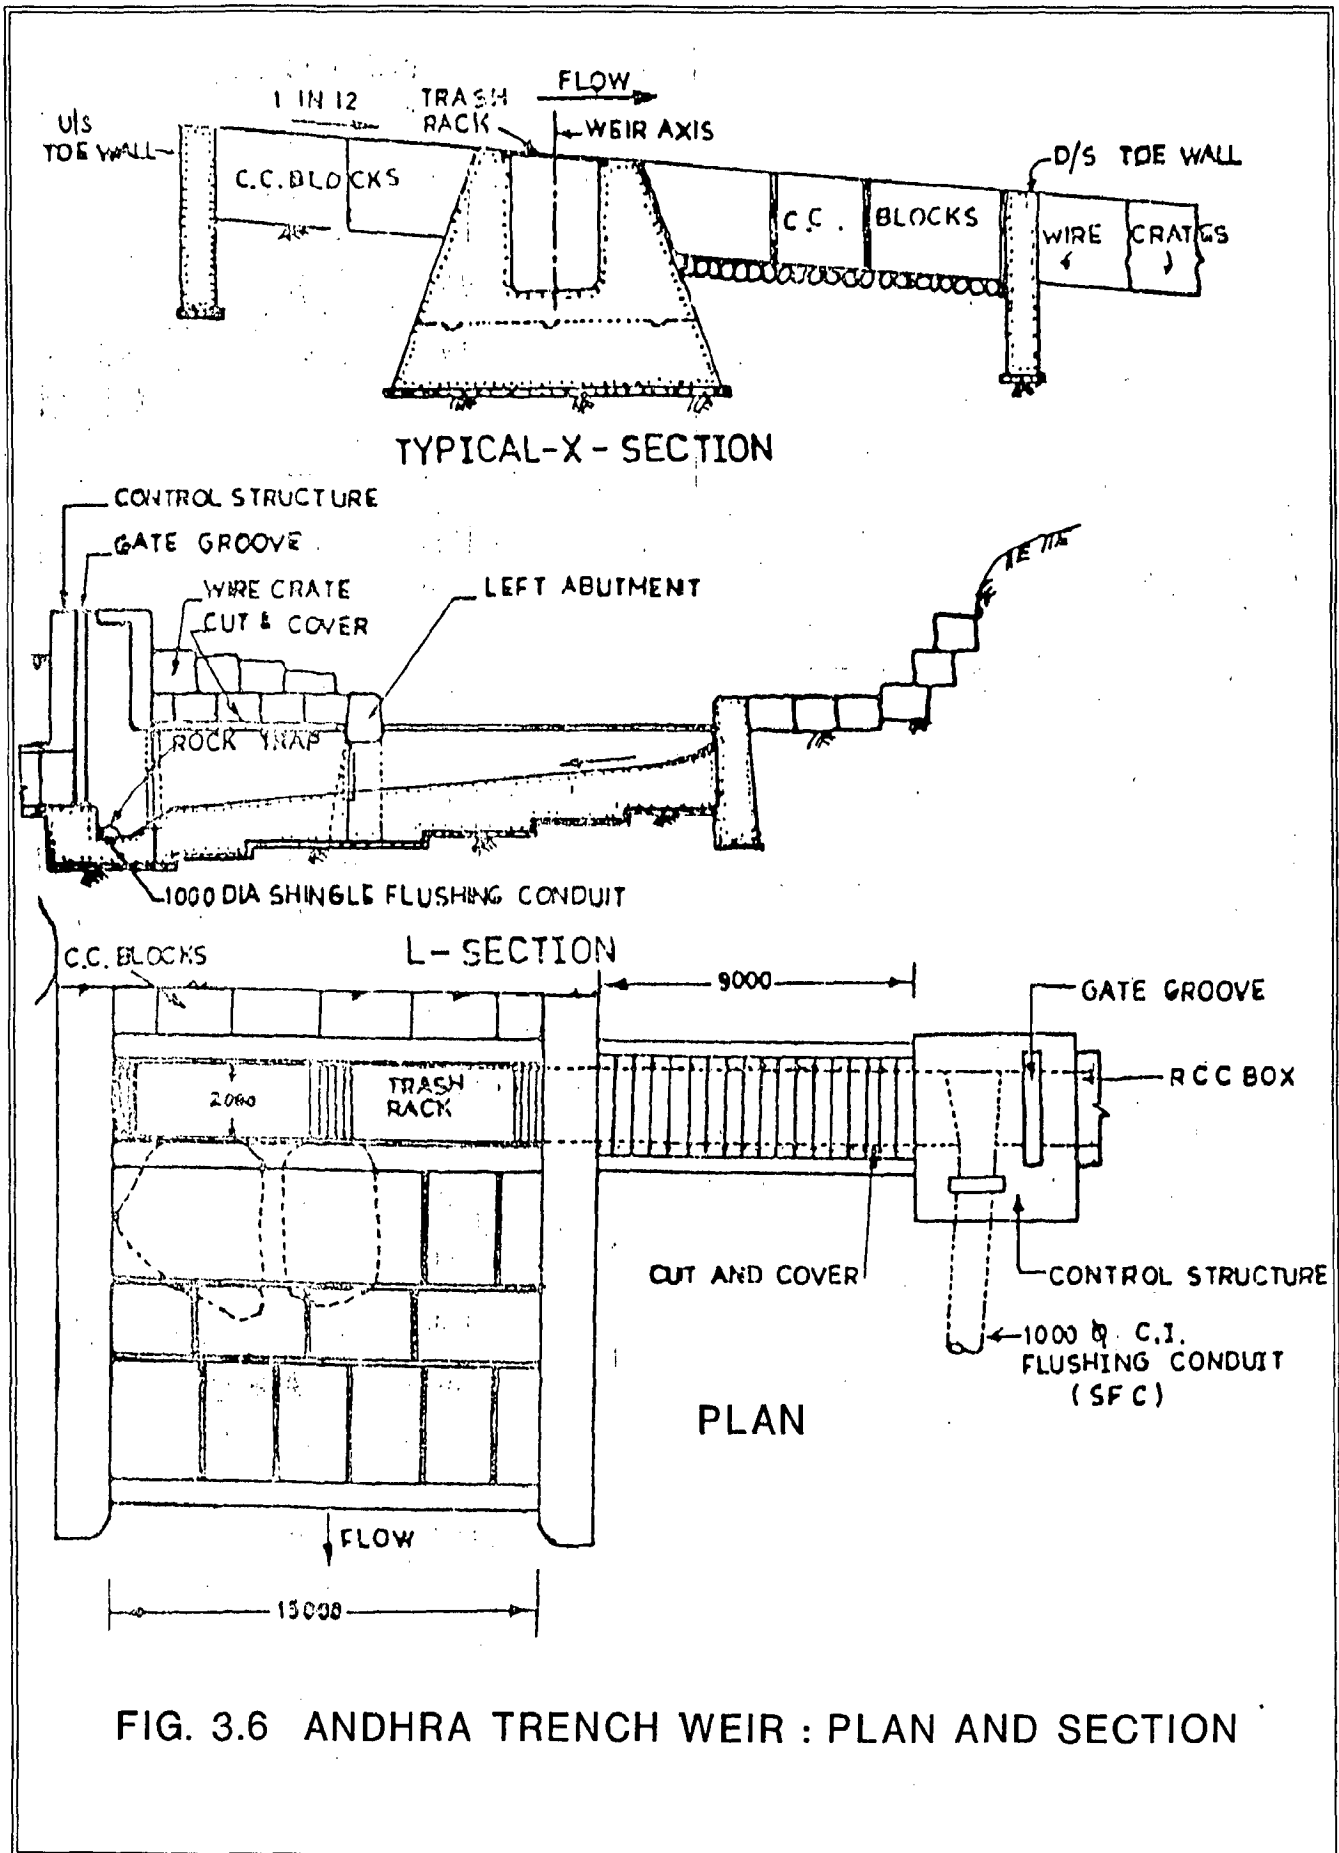 FLOW
1 IN 12
TRASH
RACK
WEIR AXIS
U/S
TOE WALL
D/S TOE WALL
C.C. BLOCKS
C.C. BLOCKS
WIRE CRATES
TYPICAL-X-SECTION
CONTROL STRUCTURE
GATE GROOVE
WIRE CRATE
CUT & COVER
LEFT ABUTMENT
ROCK TRAP
1000 DIA SHINGLE FLUSHING CONDUIT
L-SECTION
C.C. BLOCKS
9000
GATE GROOVE
2000
TRASH
RACK
R C C BOX
CUT AND COVER
CONTROL STRUCTURE
1000 φ C.I.
FLUSHING CONDUIT
(SFC)
PLAN
FLOW
FIG. 3.6 ANDHRA TRENCH WEIR : PLAN AND SECTION